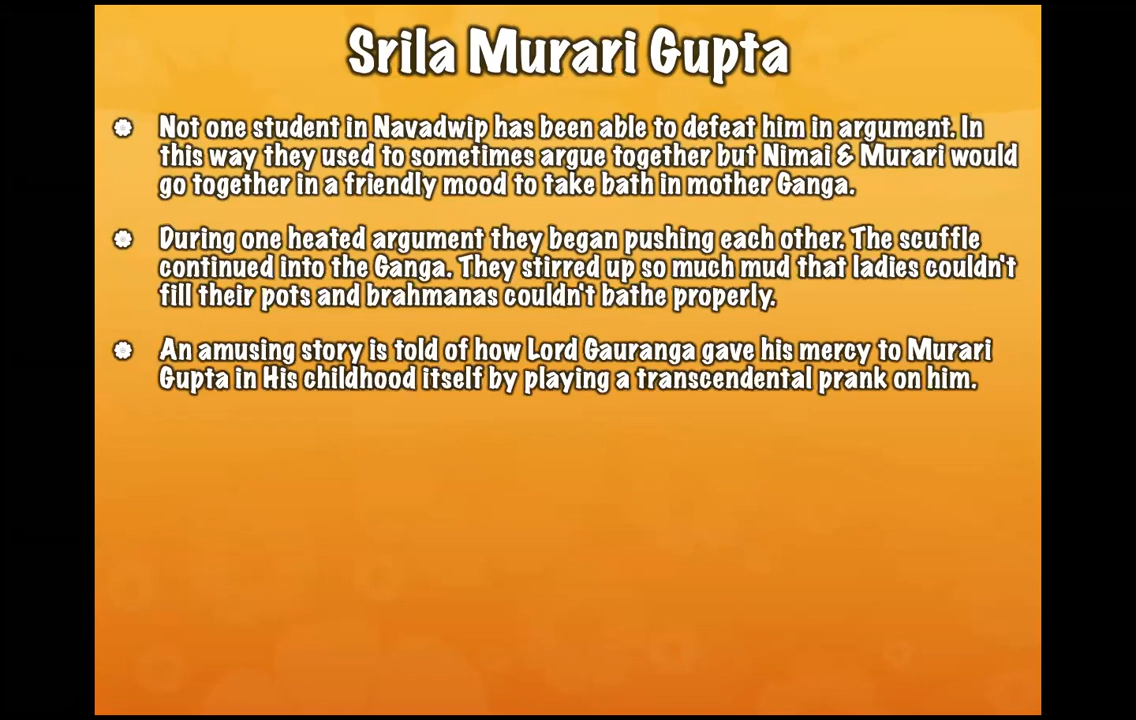 Srila Murari Gupta
Not one student in Navadwip has been able to defeat him in argument. In
this way they used to sometimes argue together but Nimai & Murari would
go together in a friendly mood to take bath in mother Ganga.
During one heated argument they began pushing each other. The scuffle
continued into the Ganga. They stirred up so much mud that ladies couldn't
fill their pots and brahmanas couldn't bathe properly.
An amusing story is told of how Lord Gauranga gave his mercy to Murari
Gupta in His childhood itself by playing a transcendental prank on him.